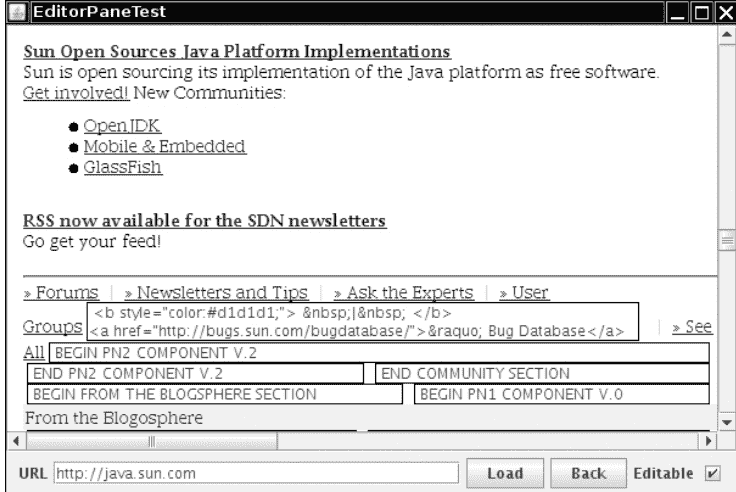 EditorPaneTest
Sun Open Sources Java Platform Implementations
Sun is open sourcing its implementation of the Java platform as free software.
Get involved! New Communities:
● OpenJDK
● Mobile & Embedded
● GlassFish
RSS now available for the SDN newsletters
Go get your feed!
» Forums | » Newsletters and Tips | » Ask the Experts | » User
<b style="color:#d1d1d1;"> &nbsp;|&nbsp; </b>
Groups <a href="http://bugs.sun.com/bugdatabase/">&raquo; Bug Database</a> | » See
All BEGIN PN2 COMPONENT V.2
END PN2 COMPONENT V.2 END COMMUNITY SECTION
BEGIN FROM THE BLOGSPHERE SECTION BEGIN PN1 COMPONENT V.0
From the Blogosphere
URL http://java.sun.com Load Back Editable